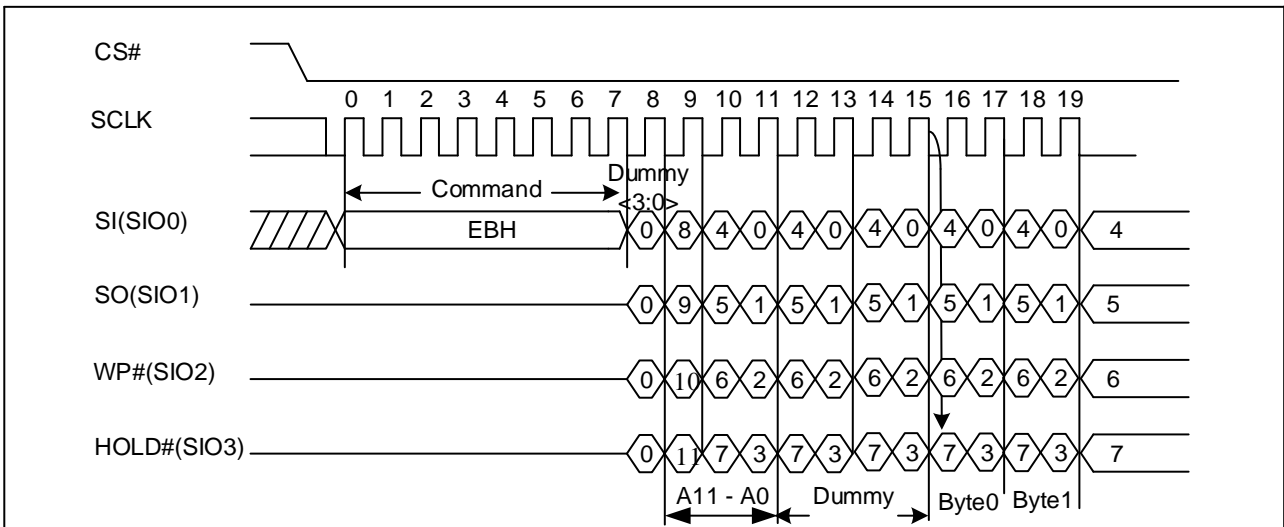 CS#
0 1 2 3 4 5 6 7 8 9 10 11 12 13 14 15 16 17 18 19
SCLK
Dummy
Command
<3:0>
SI(SIO0)
EBH 0 8 4 0 4 0 4 0 4 0 4 0 4
SO(SIO1)
0 9 5 1 5 1 5 1 5 1 5 1 5
WP#(SIO2)
0 10 6 2 6 2 6 2 6 2 6 2 6
HOLD#(SIO3)
0 11 7 3 7 3 7 3 7 3 7 3 7
A11 - A0 Dummy Byte0 Byte1